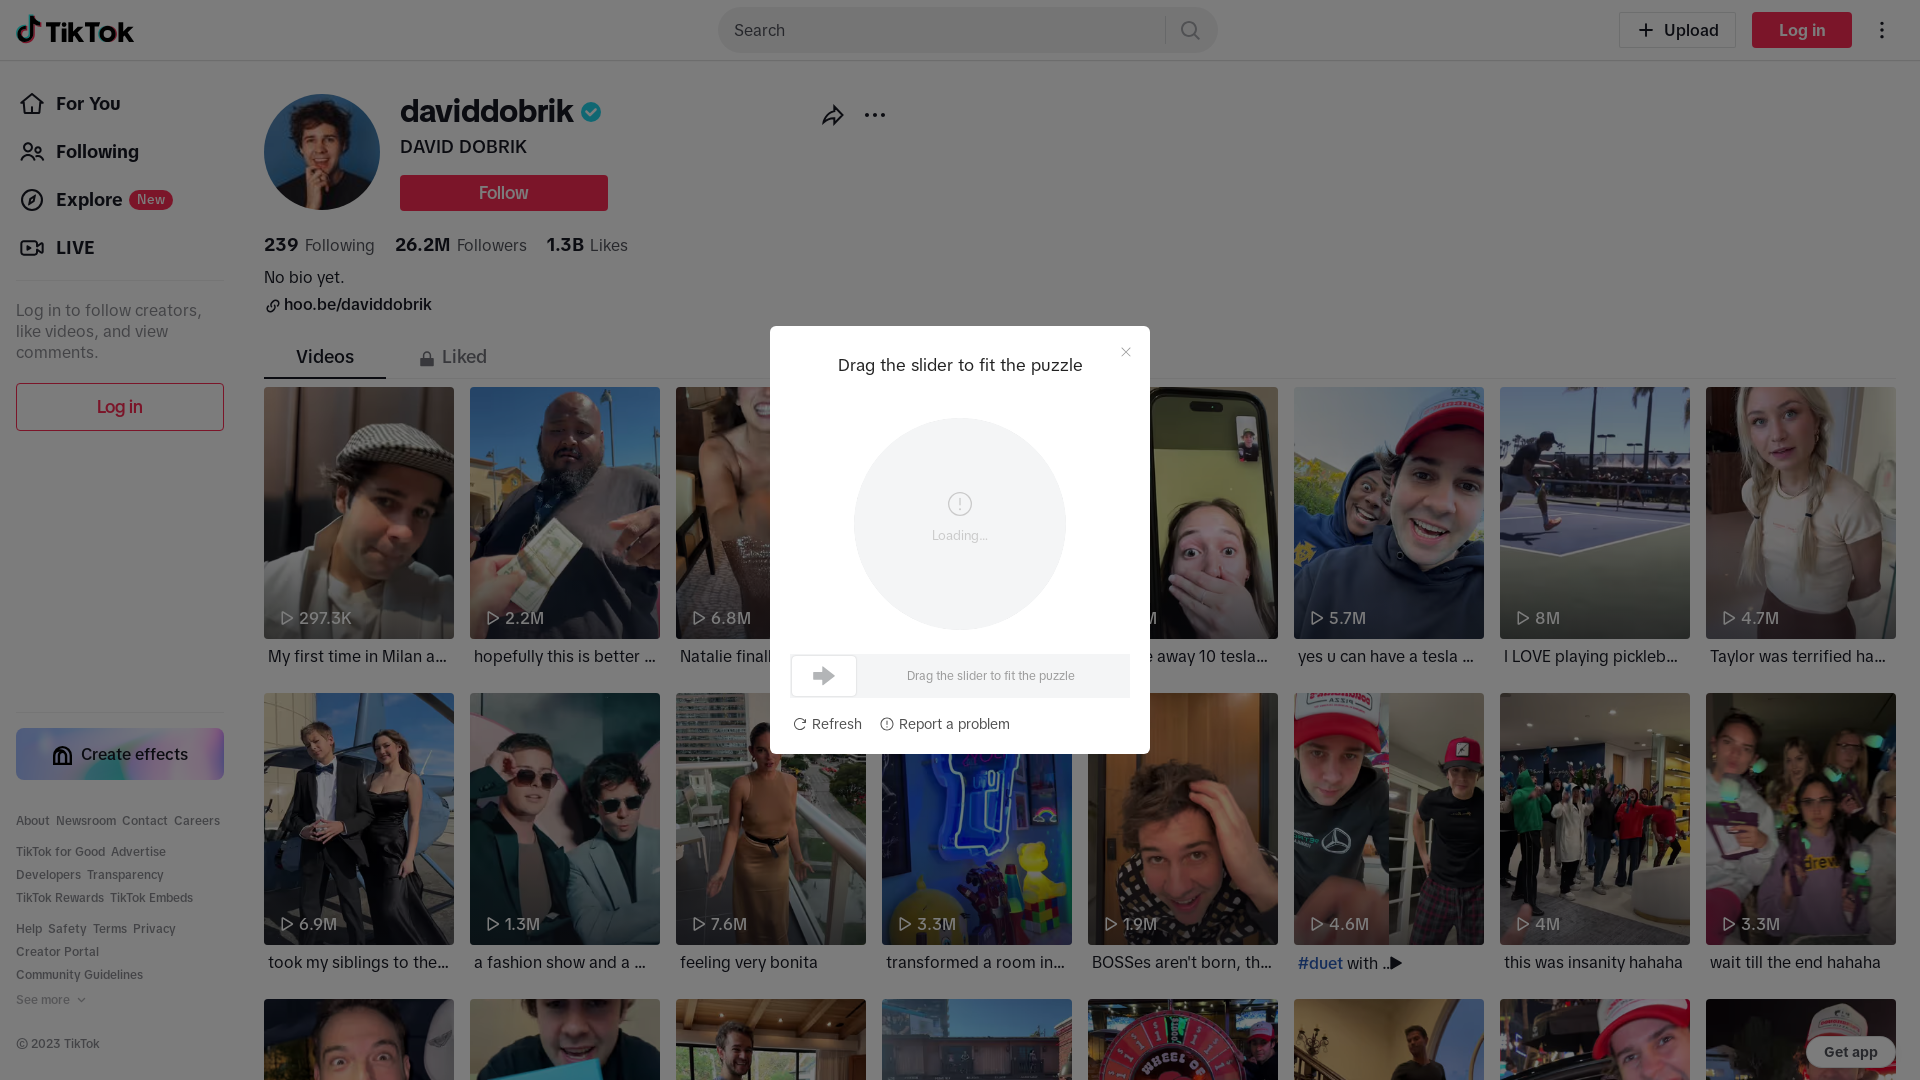 TikTok
Search
Upload
Log in
For You
Following
Explore New
LIVE
Log in to follow creators,
like videos, and view
comments.
Log in
Create effects
About Newsroom Contact Careers
TikTok for Good Advertise
Developers Transparency
TikTok Rewards TikTok Embeds
Help Safety Terms Privacy
Creator Portal
Community Guidelines
See more
© 2023 TikTok
daviddobrik
DAVID DOBRIK
Follow
239 Following 26.2M Followers 1.3B Likes
No bio yet.
hoo.be/daviddobrik
Videos
Liked
Drag the slider to fit the puzzle
Loading...
Drag the slider to fit the puzzle
Refresh
Report a problem
297.3K
2.2M
6.8M
5.7M
8M
4.7M
My first time in Milan a...
hopefully this is better ...
Natalie finall
away 10 tesla...
yes u can have a tesla ...
I LOVE playing pickleb...
Taylor was terrified ha...
6.9M
1.3M
7.6M
3.3M
1.9M
4.6M
4M
3.3M
took my siblings to the...
a fashion show and a ...
feeling very bonita
transformed a room in...
BOSSes aren't born, th...
#duet with ...
this was insanity hahaha
wait till the end hahaha
WHEEL OF
Get app